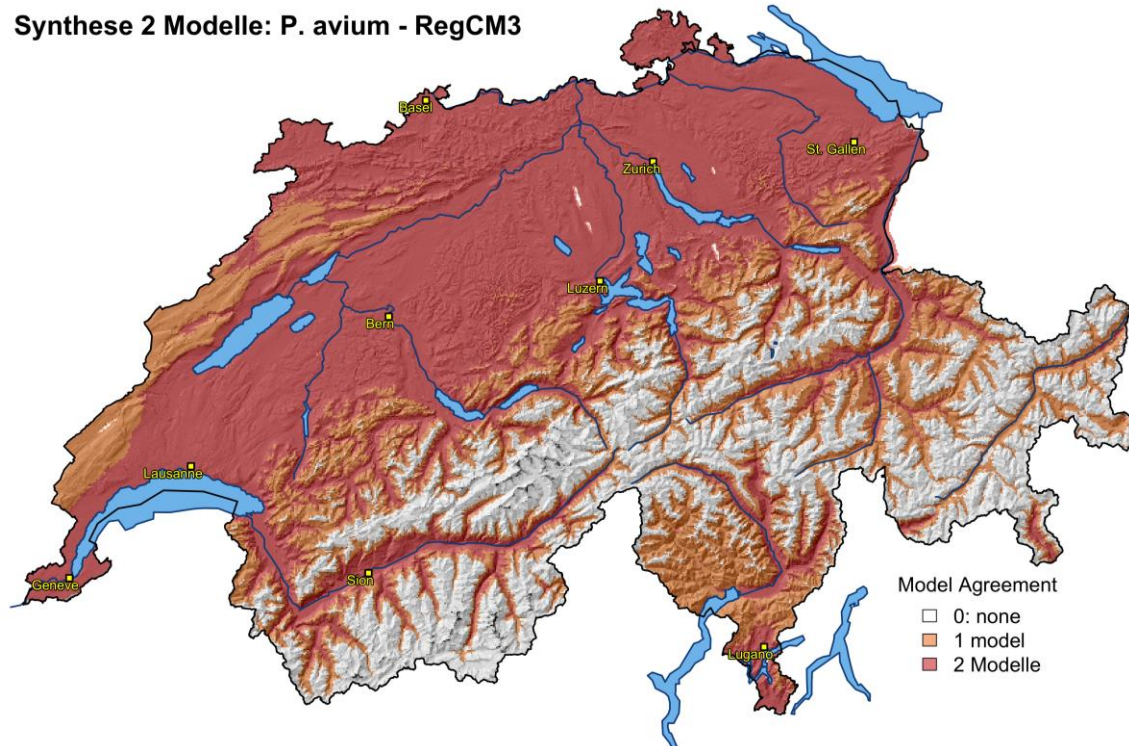 Synthese 2 Modelle: P. avium - RegCM3
Basel
St. Gallen
Zurich
Luzern
Bern
Lausanne
Geneve
Sion
Lugano
Model Agreement
0: none
1 model
2 Modelle